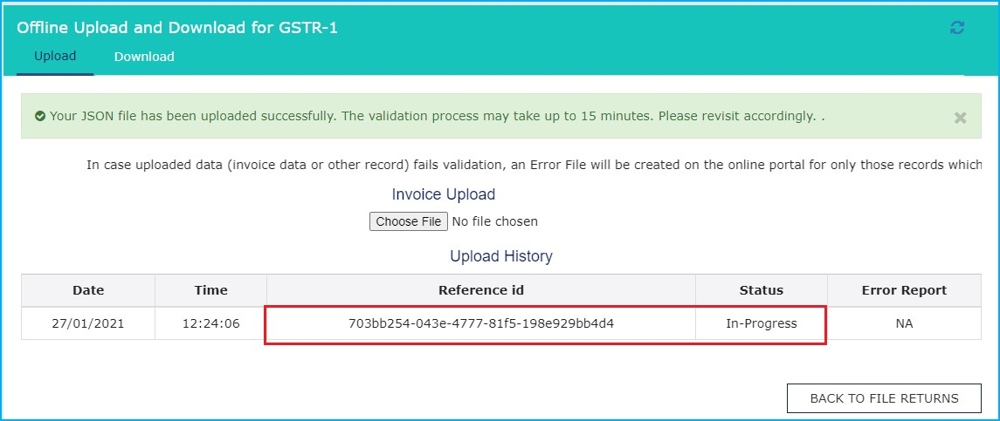 Offline Upload and Download for GSTR-1
Upload Download
Your JSON file has been uploaded successfully. The validation process may take up to 15 minutes. Please revisit accordingly. .
In case uploaded data (invoice data or other record) fails validation, an Error File will be created on the online portal for only those records which
Invoice Upload
Choose File No file chosen
Upload History
Date Time Reference id Status Error Report
27/01/2021 12:24:06 703bb254-043e-4777-81f5-198e929bb4d4 In-Progress NA
BACK TO FILE RETURNS